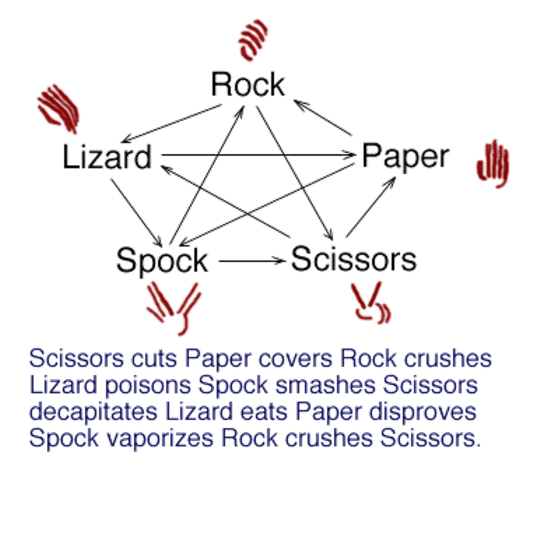 Rock
Lizard
Paper
Spock
Scissors
Scissors cuts Paper covers Rock crushes
Lizard poisons Spock smashes Scissors
decapitates Lizard eats Paper disproves
Spock vaporizes Rock crushes Scissors.